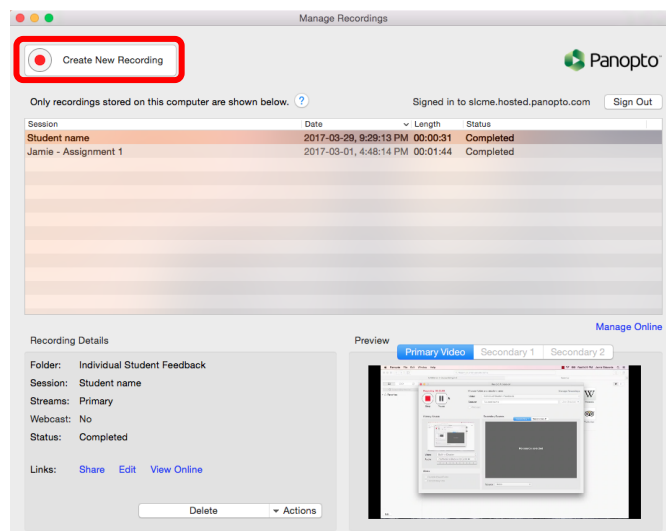 Manage Recordings
Create New Recording
Panopto
Only recordings stored on this computer are shown below. ?
Signed in to slcme.hosted.panopto.com Sign Out
Session Date Length Status
Student name 2017-03-29, 9:29:13 PM 00:00:31 Completed
Jamie - Assignment 1 2017-03-01, 4:48:14 PM 00:01:44 Completed
Manage Online
Recording Details
Preview
Primary Video Secondary 1 Secondary 2
Folder: Individual Student Feedback
Session: Student name
Streams: Primary
Webcast: No
Status: Completed
Links: Share Edit View Online
Delete Actions
W